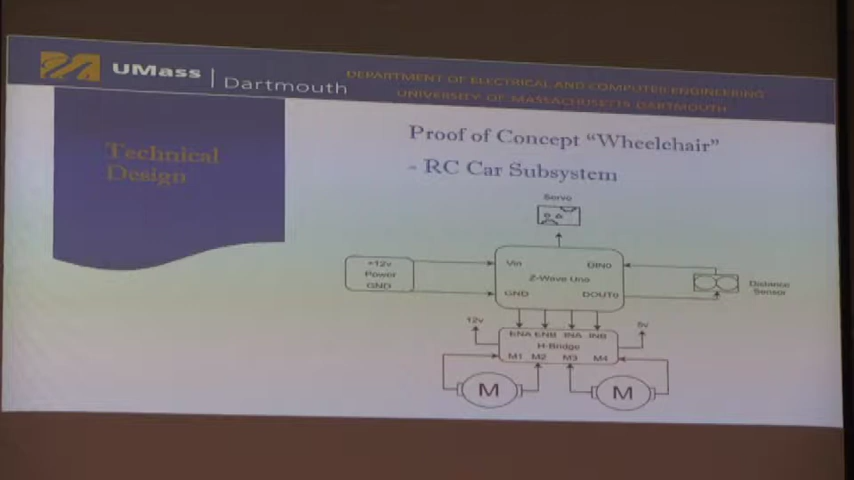 UMass | Dartmouth
DEPARTMENT OF ELECTRICAL AND COMPUTER ENGINEERING
UNIVERSITY OF MASSACHUSETTS DARTMOUTH
Technical
Design
Proof of Concept “Wheelchair”
- RC Car Subsystem
Servo
+12v
Power
GND
Vin
DIN0
Z-Wave Uno
GND
DOUT0
Distance
Sensor
12v
5v
ENA ENB INA INB
H-Bridge
M1 M2 M3 M4
M
M